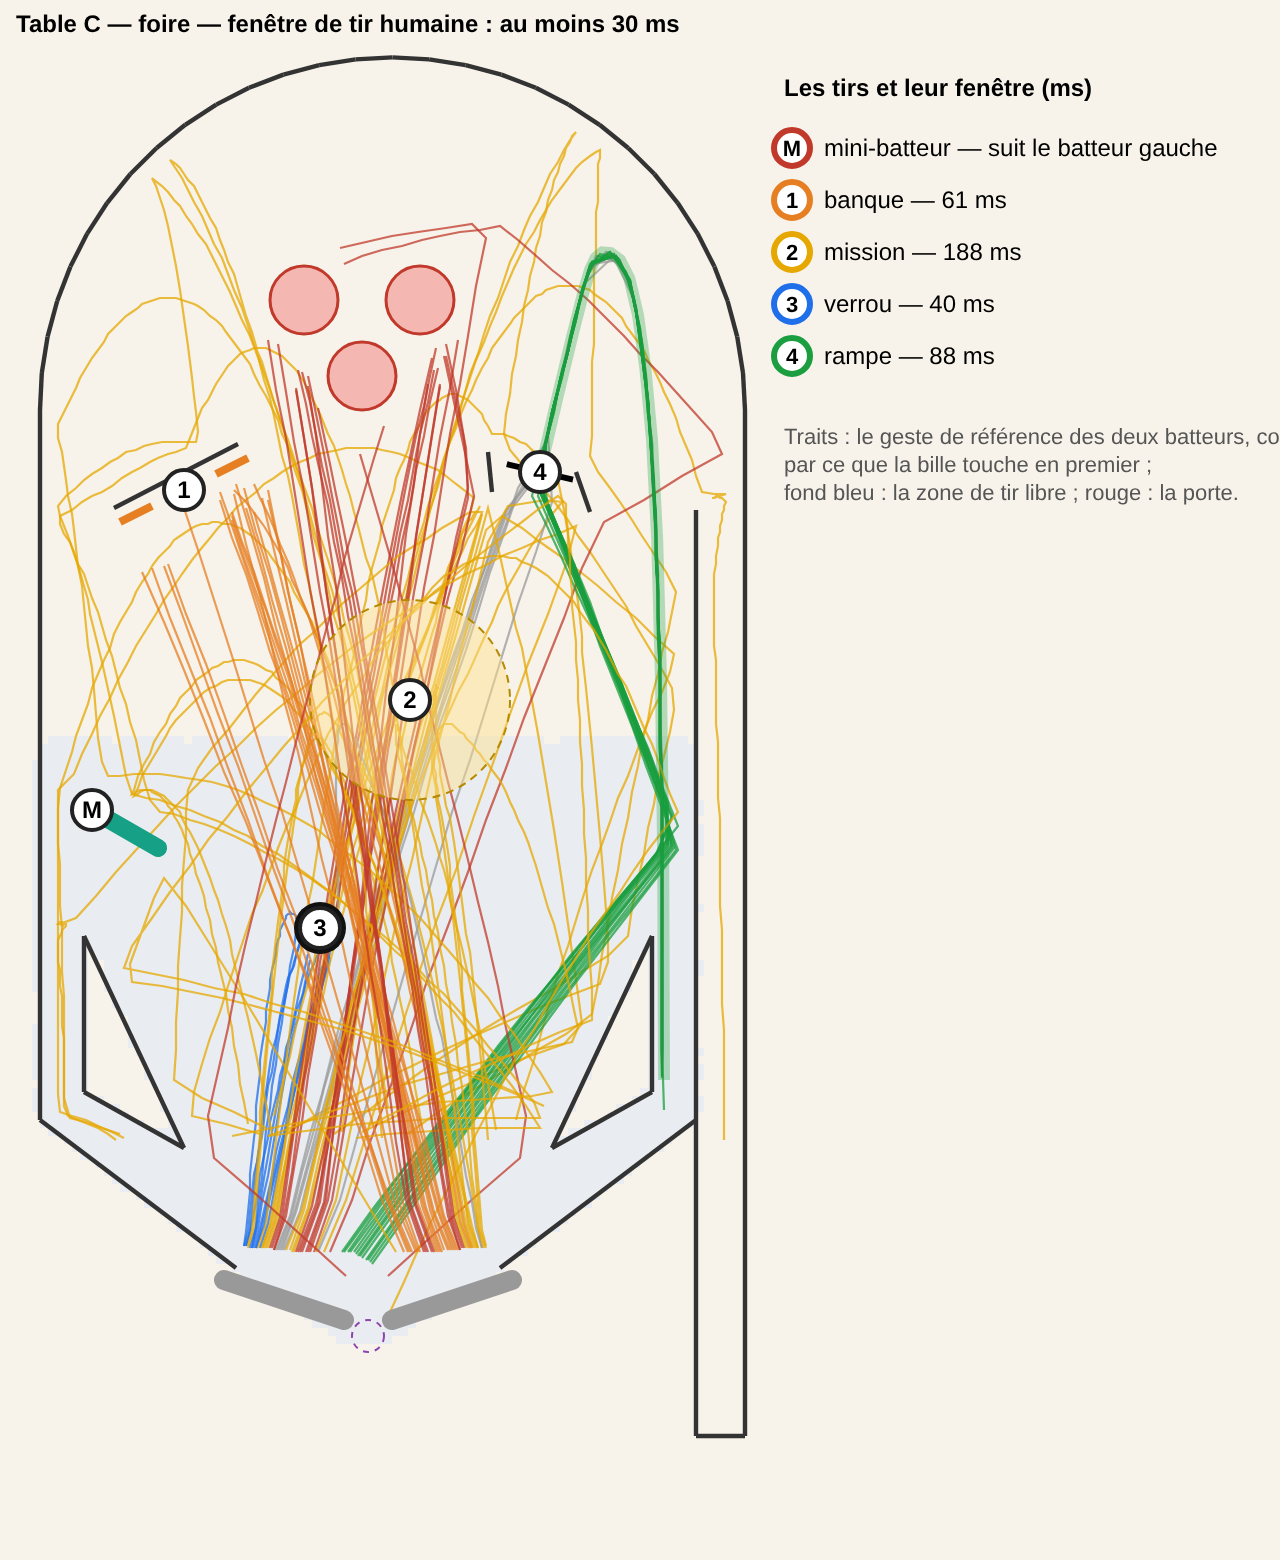 Table C — foire — fenêtre de tir humaine : au moins 30 ms
Les tirs et leur fenêtre (ms)
M mini-batteur — suit le batteur gauche
1 banque — 61 ms
2 mission — 188 ms
3 verrou — 40 ms
4 rampe — 88 ms
Traits : le geste de référence des deux batteurs, co
par ce que la bille touche en premier ;
fond bleu : la zone de tir libre ; rouge : la porte.
4
1
2
M
3